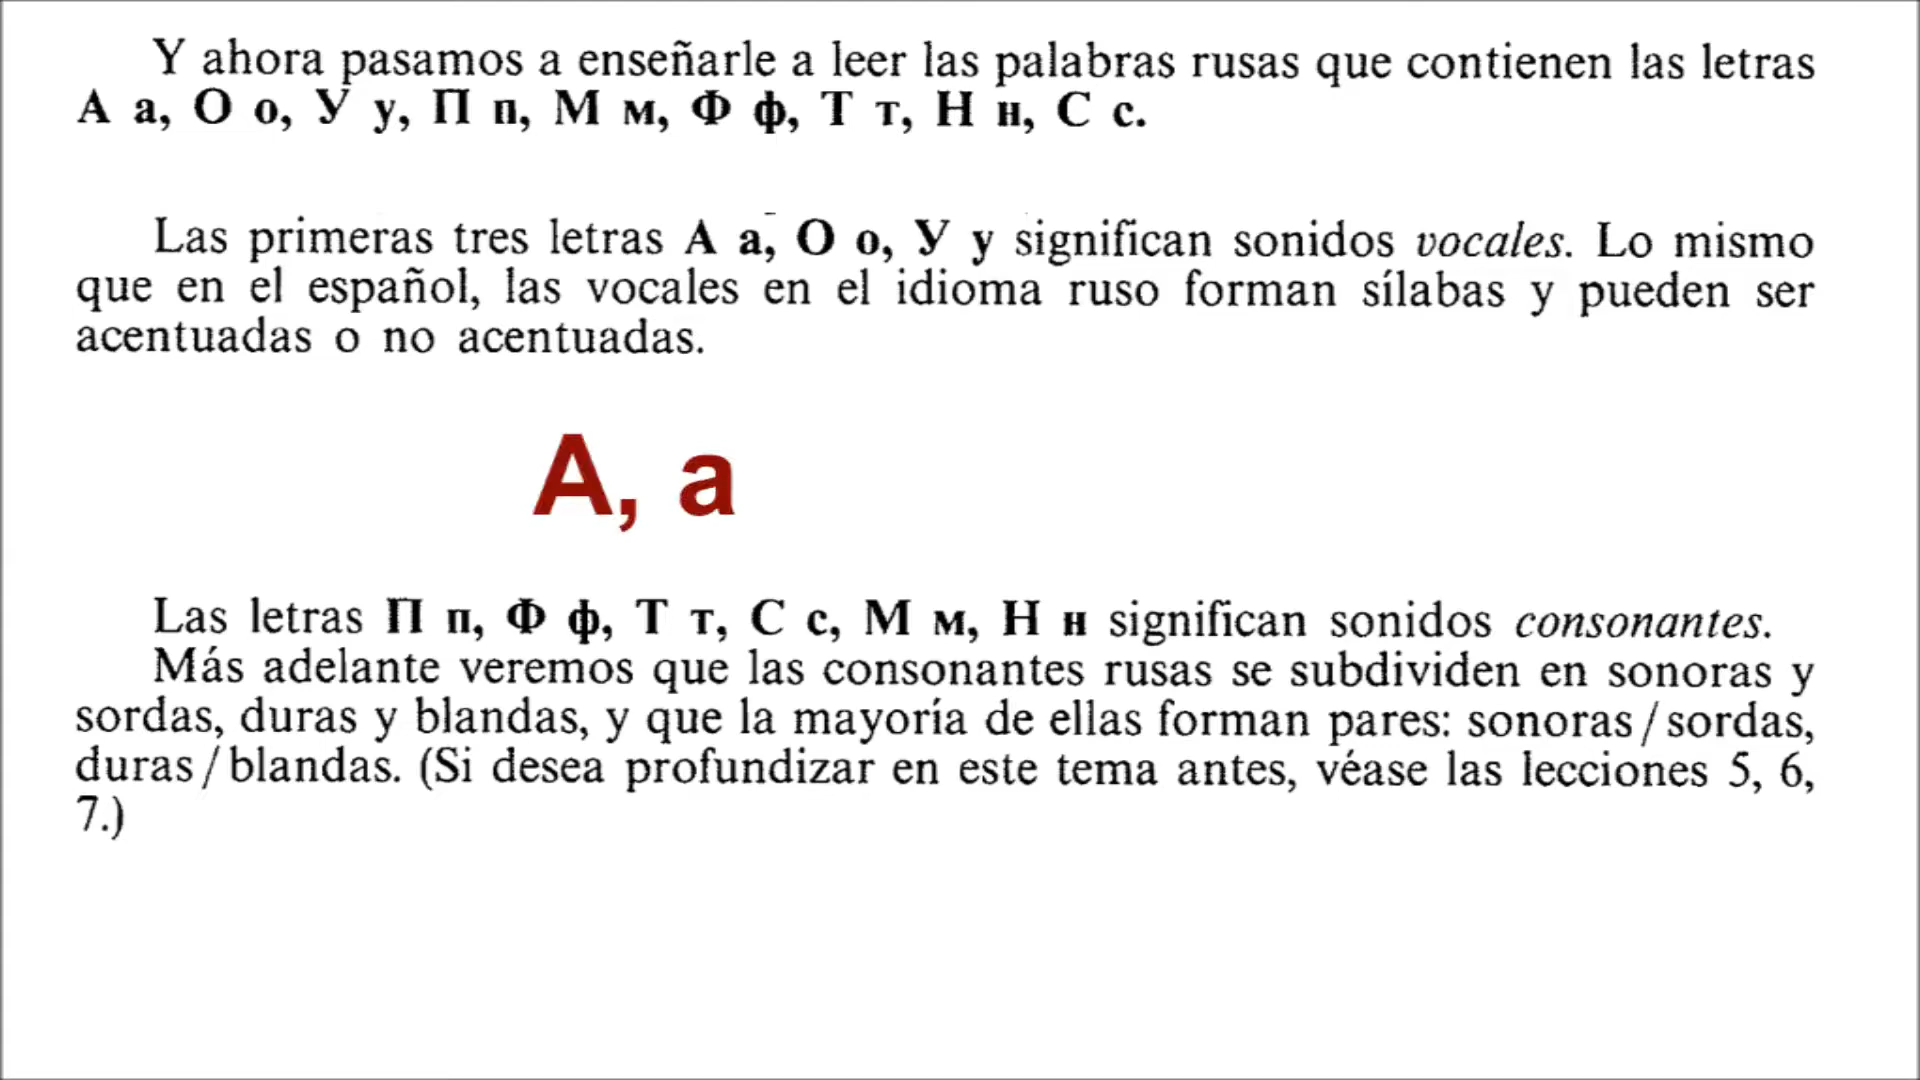 Y ahora pasamos a enseñarle a leer las palabras rusas que contienen las letras
А а, О о, У у, П п, М м, Ф ф, Т т, Н н, С с.
Las primeras tres letras А а, О о, У у significan sonidos vocales. Lo mismo
que en el español, las vocales en el idioma ruso forman sílabas y pueden ser
acentuadas o no acentuadas.
А, а
Las letras П п, Ф ф, Т т, С с, М м, Н н significan sonidos consonantes.
Más adelante veremos que las consonantes rusas se subdividen en sonoras y
sordas, duras y blandas, y que la mayoría de ellas forman pares: sonoras / sordas,
duras / blandas. (Si desea profundizar en este tema antes, véase las lecciones 5, 6,
7.)